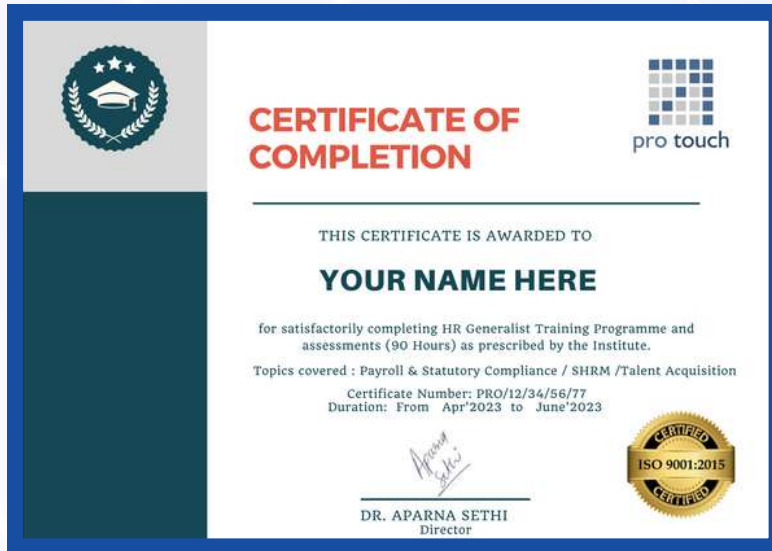 CERTIFICATE OF
COMPLETION
pro touch
THIS CERTIFICATE IS AWARDED TO
YOUR NAME HERE
for satisfactorily completing HR Generalist Training Programme and
assessments (90 Hours) as prescribed by the Institute.
Topics covered : Payroll & Statutory Compliance / SHRM /Talent Acquisition
Certificate Number: PRO/12/34/56/77
Duration: From Apr'2023 to June'2023
Aparna
Sethi
DR. APARNA SETHI
Director
CERTIFIED
ISO 9001:2015
CERTIFIED